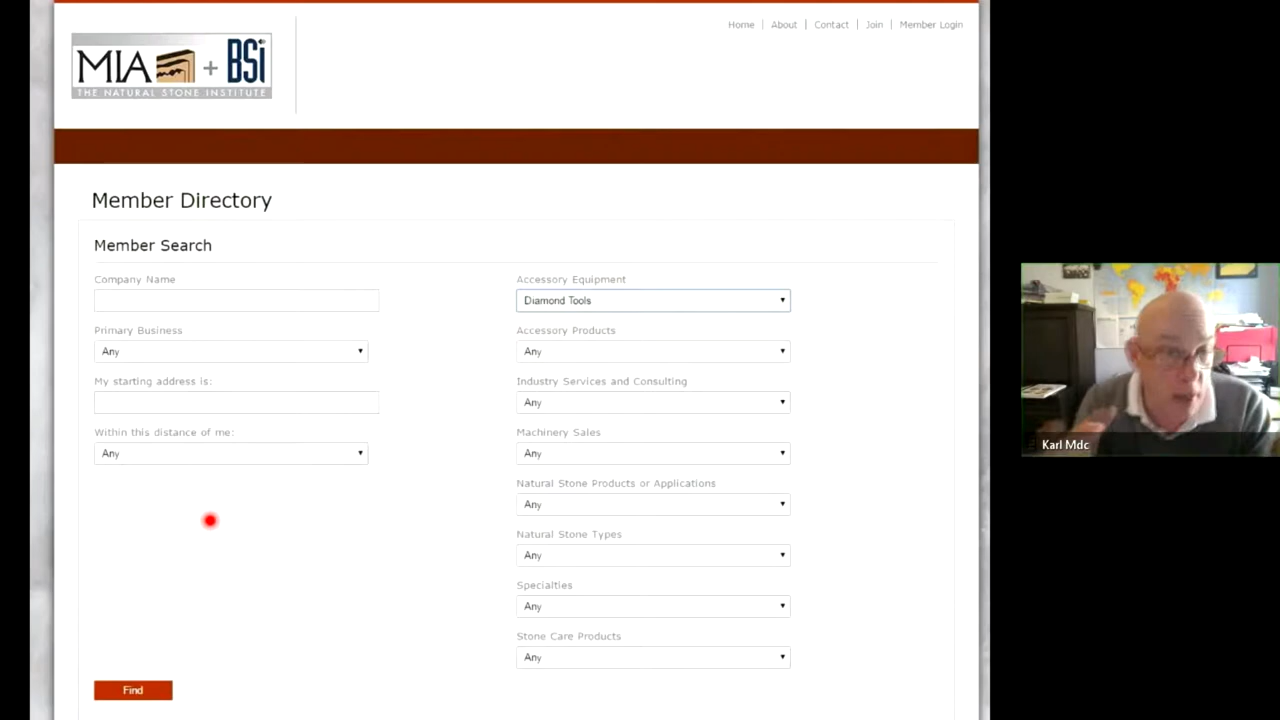 Home
About
Contact
Join
Member Login
MIA + BSi
THE NATURAL STONE INSTITUTE
Member Directory
Member Search
Company Name
Primary Business
Any
My starting address is:
Within this distance of me:
Any
Accessory Equipment
Diamond Tools
Accessory Products
Any
Industry Services and Consulting
Any
Machinery Sales
Any
Natural Stone Products or Applications
Any
Natural Stone Types
Any
Specialties
Any
Stone Care Products
Any
Find
Karl Mdc